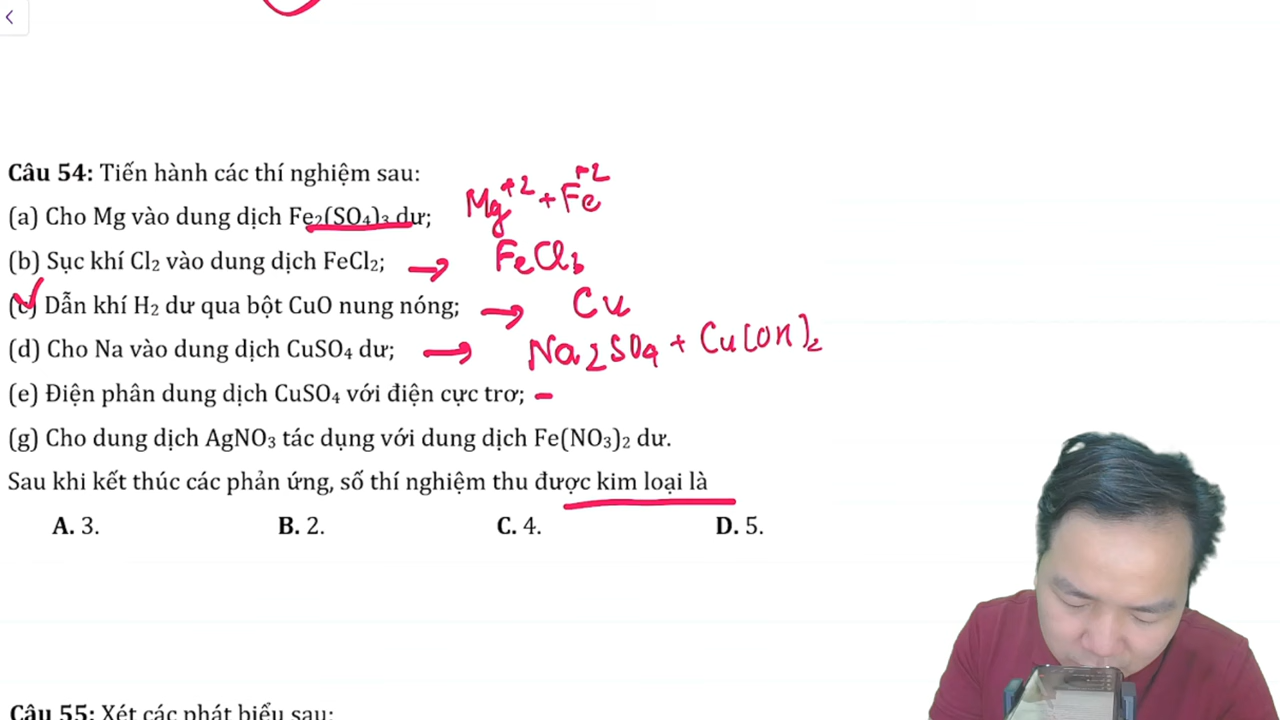 Câu 54: Tiến hành các thí nghiệm sau:
(a) Cho Mg vào dung dịch Fe₂(SO₄)₃ dư; Mg⁺² + Fe⁺²
(b) Sục khí Cl₂ vào dung dịch FeCl₂; → FeCl₃
(c) Dẫn khí H₂ dư qua bột CuO nung nóng; → Cu
(d) Cho Na vào dung dịch CuSO₄ dư; → Na₂SO₄ + Cu(OH)₂
(e) Điện phân dung dịch CuSO₄ với điện cực trơ;
(g) Cho dung dịch AgNO₃ tác dụng với dung dịch Fe(NO₃)₂ dư.
Sau khi kết thúc các phản ứng, số thí nghiệm thu được kim loại là
A. 3. B. 2. C. 4. D. 5.
Câu 55: Xét các phát biểu sau: